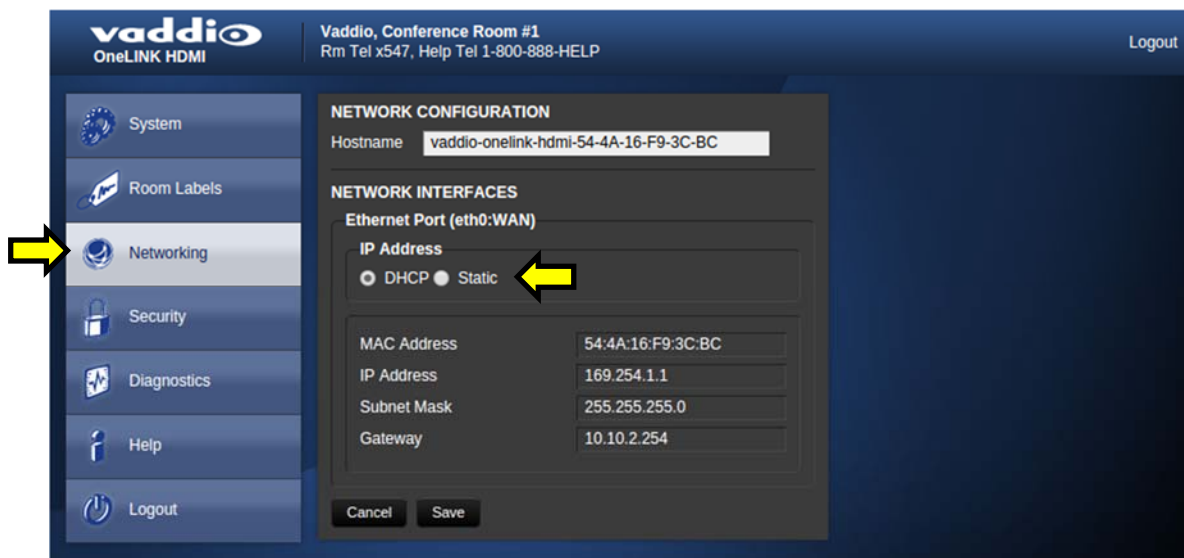 vaddio
OneLINK HDMI
Vaddio, Conference Room #1
Rm Tel x547, Help Tel 1-800-888-HELP
Logout
System
Room Labels
Networking
Security
Diagnostics
Help
Logout
NETWORK CONFIGURATION
Hostname vaddio-onelink-hdmi-54-4A-16-F9-3C-BC
NETWORK INTERFACES
Ethernet Port (eth0:WAN)
IP Address
DHCP Static
MAC Address 54:4A:16:F9:3C:BC
IP Address 169.254.1.1
Subnet Mask 255.255.255.0
Gateway 10.10.2.254
Cancel Save